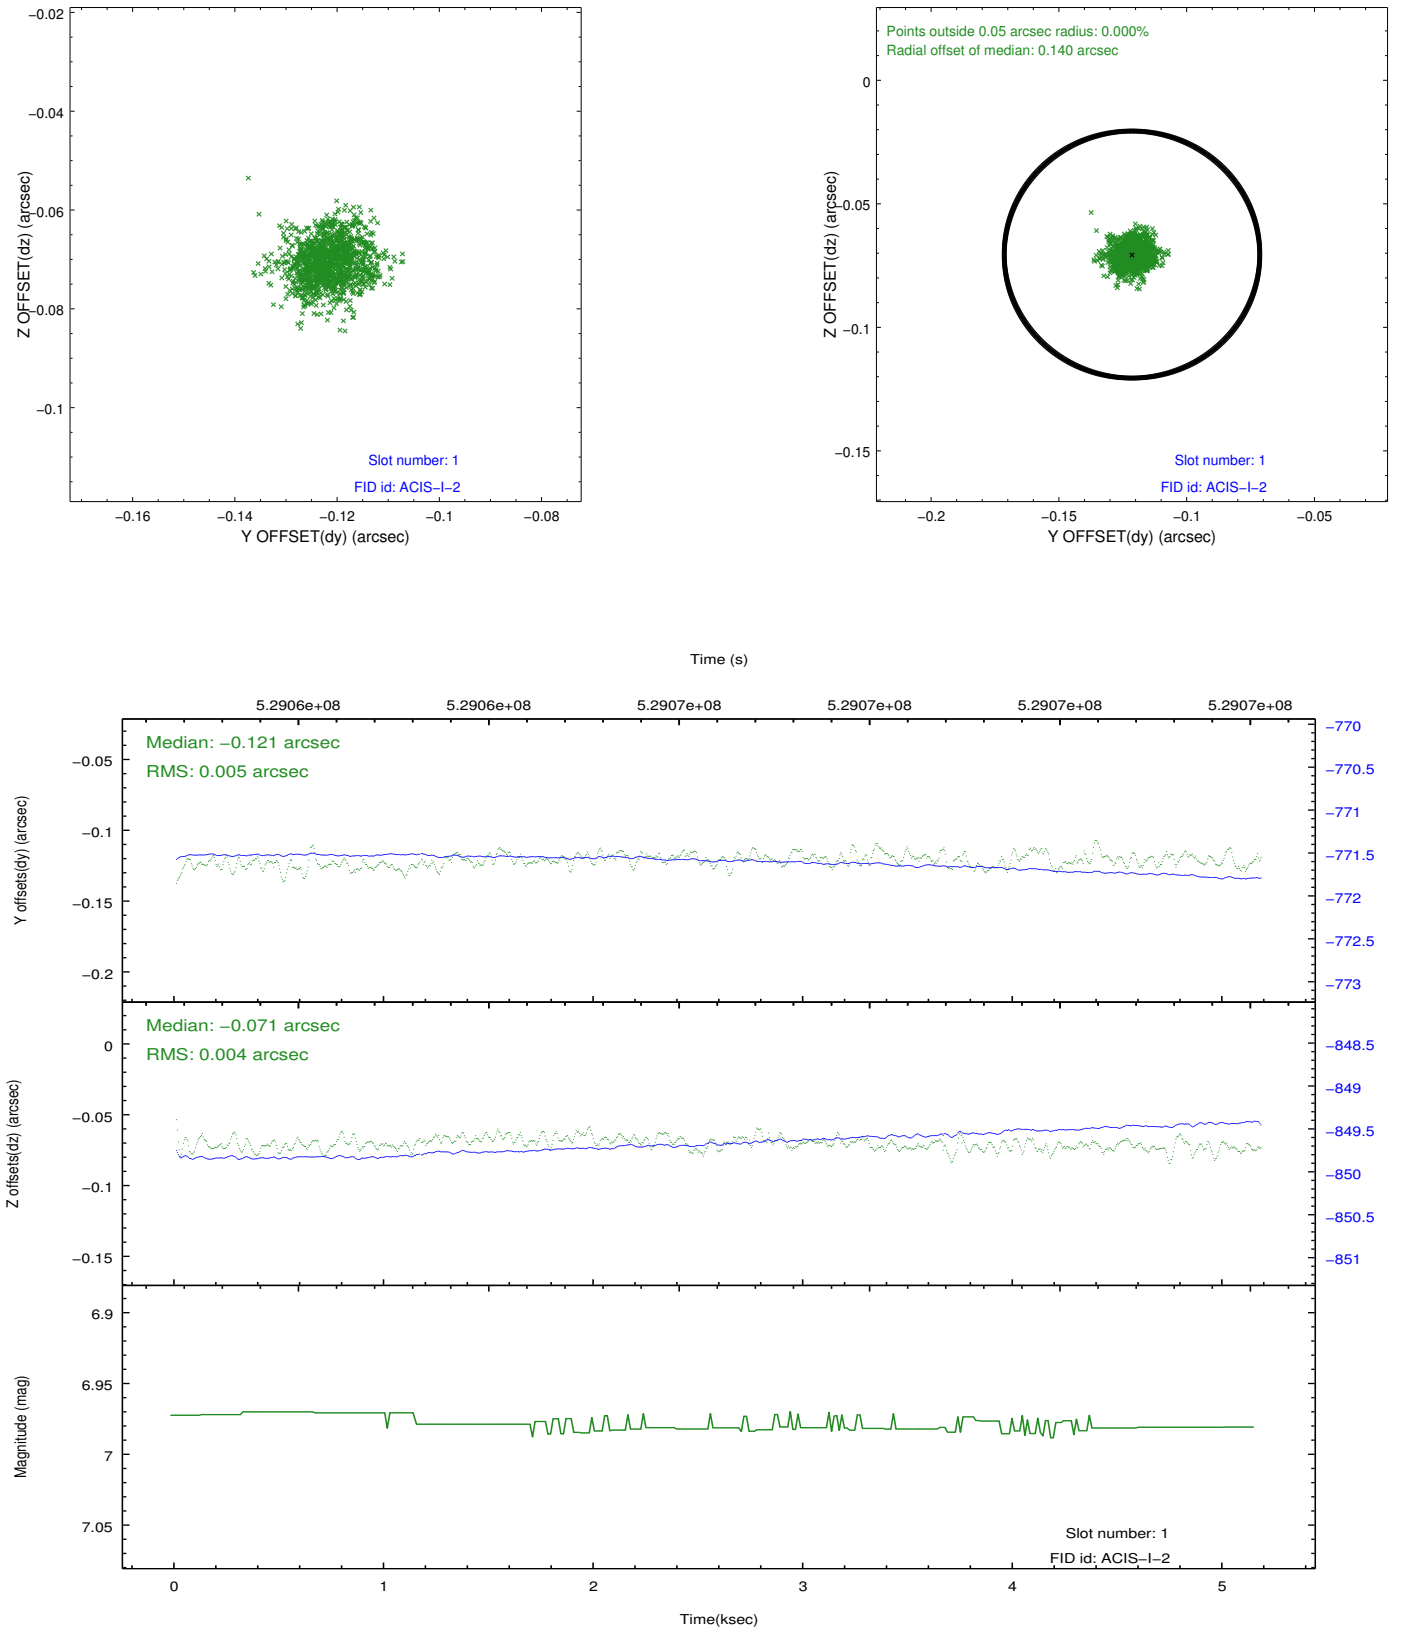 −0.02
−0.04
−0.06
−0.08
−0.1
Z OFFSET(dz) (arcsec)
Slot number: 1
FID id: ACIS−I−2
−0.16
−0.14
−0.12
−0.1
−0.08
Y OFFSET(dy) (arcsec)
Points outside 0.05 arcsec radius: 0.000%
Radial offset of median: 0.140 arcsec
0
−0.05
−0.1
−0.15
Z OFFSET(dz) (arcsec)
Slot number: 1
FID id: ACIS−I−2
−0.2
−0.15
−0.1
−0.05
Y OFFSET(dy) (arcsec)
Time (s)
5.2906e+08
5.2906e+08
5.2907e+08
5.2907e+08
5.2907e+08
5.2907e+08
Median: −0.121 arcsec
RMS: 0.005 arcsec
−0.05
−0.1
−0.15
−0.2
Y offsets(dy) (arcsec)
−770
−770.5
−771
−771.5
−772
−772.5
−773
Median: −0.071 arcsec
RMS: 0.004 arcsec
0
−0.05
−0.1
−0.15
Z offsets(dz) (arcsec)
−848.5
−849
−849.5
−850
−850.5
−851
6.9
6.95
7
7.05
Magnitude (mag)
Slot number: 1
FID id: ACIS−I−2
0
1
2
3
4
5
Time(ksec)